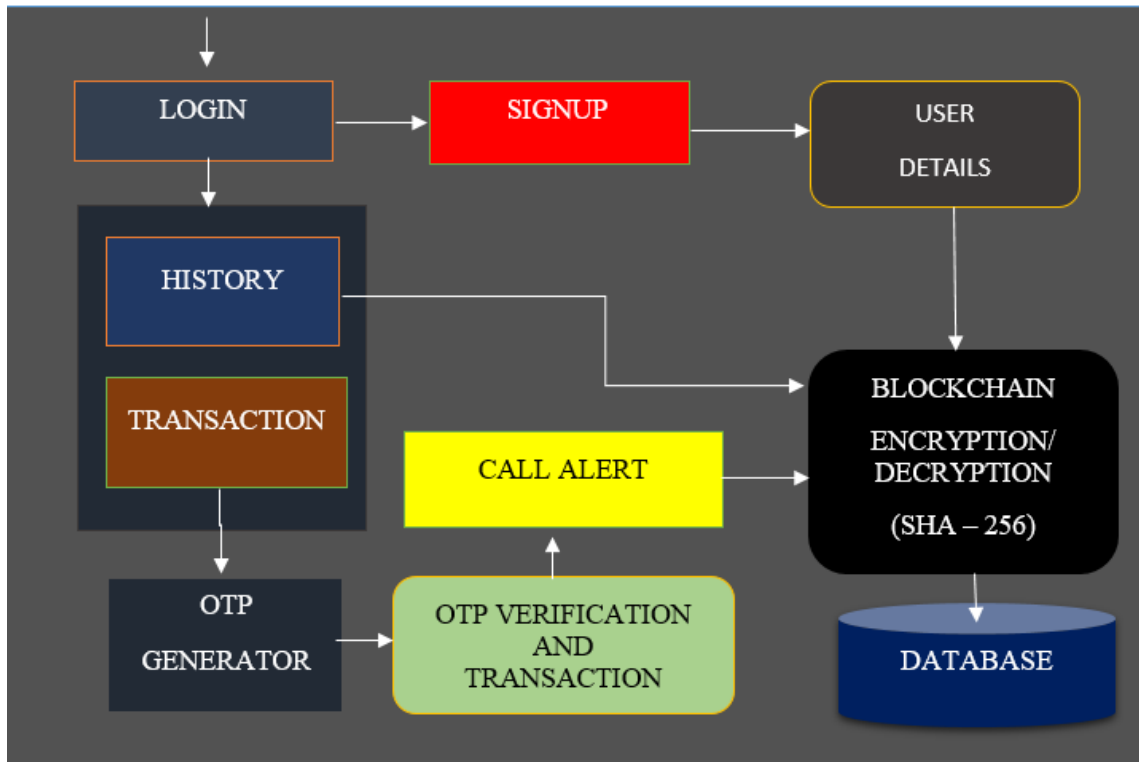 LOGIN
SIGNUP
USER
DETAILS
HISTORY
TRANSACTION
BLOCKCHAIN
ENCRYPTION/
DECRYPTION
(SHA – 256)
CALL ALERT
OTP
GENERATOR
OTP VERIFICATION
AND
TRANSACTION
DATABASE